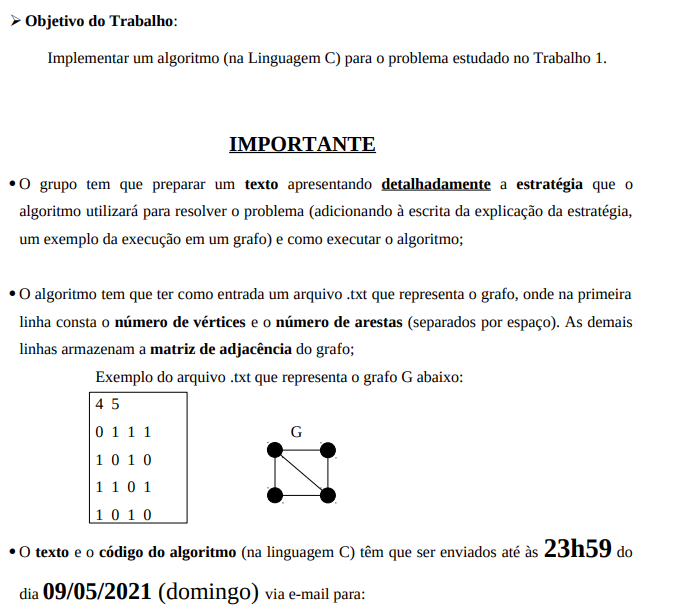 ➢ Objetivo do Trabalho:
Implementar um algoritmo (na Linguagem C) para o problema estudado no Trabalho 1.
IMPORTANTE
• O grupo tem que preparar um texto apresentando detalhadamente a estratégia que o
algoritmo utilizará para resolver o problema (adicionando à escrita da explicação da estratégia,
um exemplo da execução em um grafo) e como executar o algoritmo;
• O algoritmo tem que ter como entrada um arquivo .txt que representa o grafo, onde na primeira
linha consta o número de vértices e o número de arestas (separados por espaço). As demais
linhas armazenam a matriz de adjacência do grafo;
Exemplo do arquivo .txt que representa o grafo G abaixo:
4 5
0 1 1 1
1 0 1 0
1 1 0 1
1 0 1 0
G
• O texto e o código do algoritmo (na linguagem C) têm que ser enviados até às 23h59 do
dia 09/05/2021 (domingo) via e-mail para: